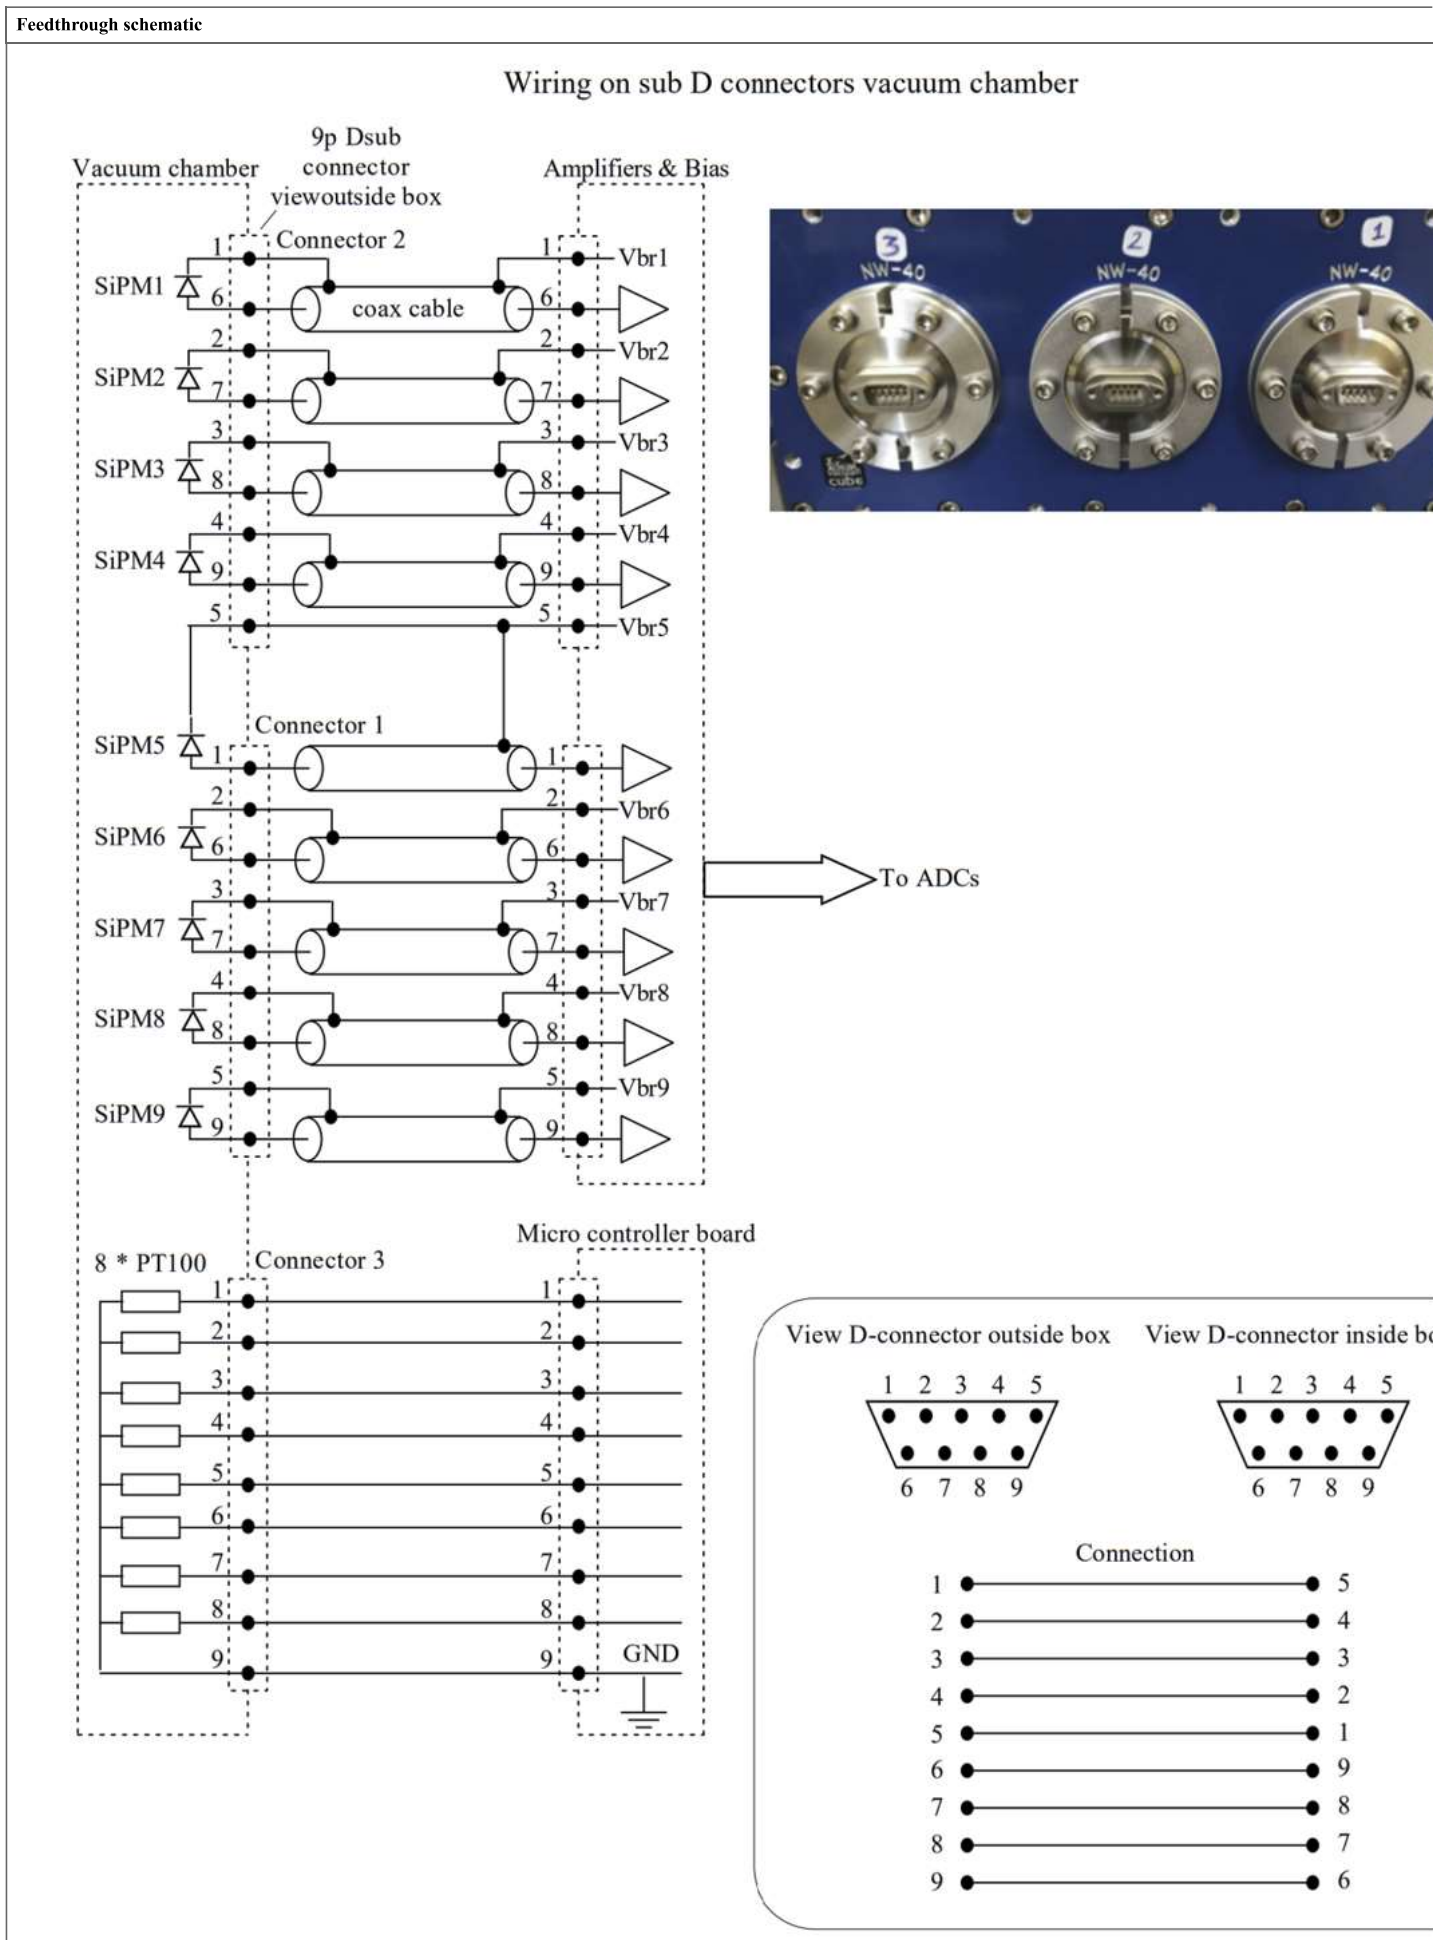 Feedthrough schematic
Wiring on sub D connectors vacuum chamber
9p Dsub
connector
viewoutside box
Vacuum chamber
Amplifiers & Bias
3
2
1
NW-40
NW-40
NW-40
cube
Connector 2
1
1
Vbr1
SiPM1
coax cable
6
6
2
2
Vbr2
SiPM2
7
7
3
3
Vbr3
SiPM3
8
8
4
4
Vbr4
SiPM4
9
9
5
5
Vbr5
Connector 1
SiPM5
1
1
2
2
Vbr6
SiPM6
6
6
3
3
Vbr7
SiPM7
7
7
4
4
Vbr8
SiPM8
8
8
5
5
Vbr9
SiPM9
9
9
To ADCs
Micro controller board
8 * PT100
Connector 3
1
1
2
2
3
3
4
4
5
5
6
6
7
7
8
8
9
9
GND
View D-connector outside box
View D-connector inside bo
1 2 3 4 5
1 2 3 4 5
6 7 8 9
6 7 8 9
Connection
1 5
2 4
3 3
4 2
5 1
6 9
7 8
8 7
9 6